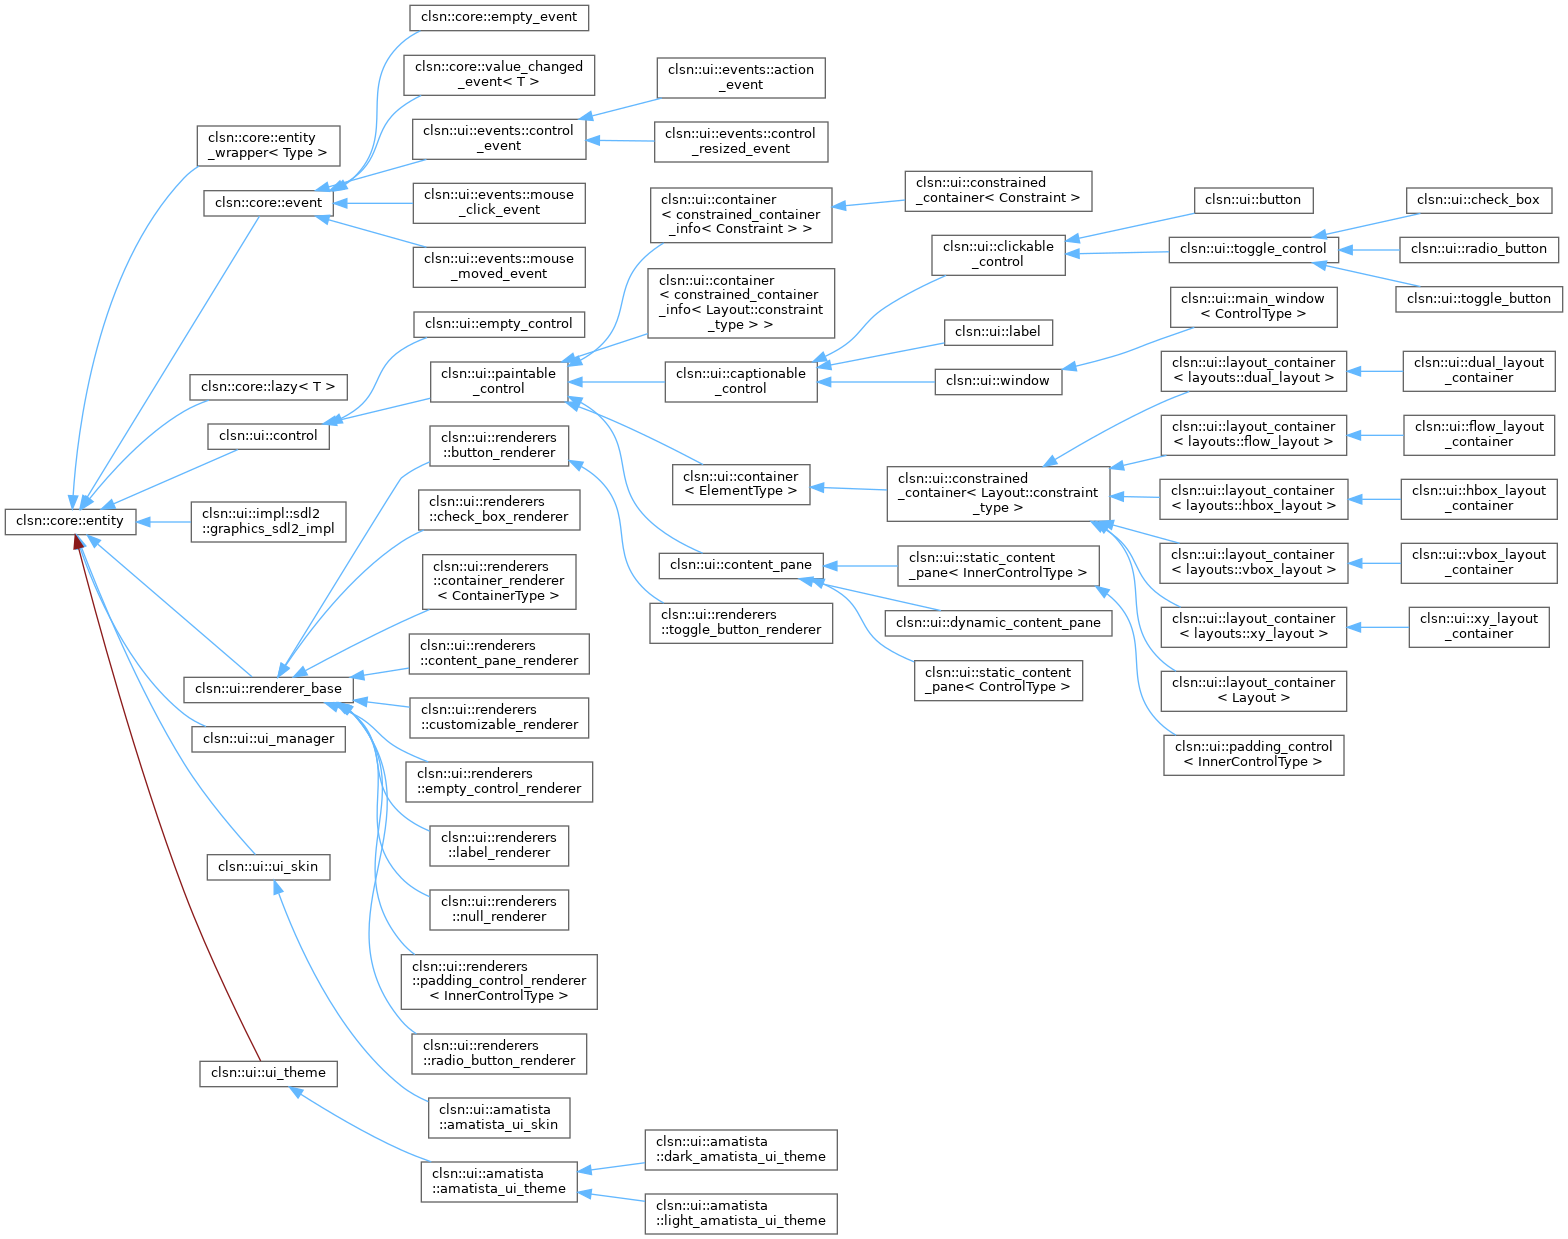 clsn::core::empty_event
clsn::core::value_changed
_event< T >
clsn::ui::events::action
_event
clsn::ui::events::control
_event
clsn::ui::events::control
_resized_event
clsn::core::entity
_wrapper< Type >
clsn::core::event
clsn::ui::events::mouse
_click_event
clsn::ui::events::mouse
_moved_event
clsn::ui::container
< constrained_container
_info< Constraint > >
clsn::ui::constrained
_container< Constraint >
clsn::ui::container
< constrained_container
_info< Layout::constraint
_type > >
clsn::ui::clickable
_control
clsn::ui::button
clsn::ui::toggle_control
clsn::ui::check_box
clsn::ui::radio_button
clsn::ui::toggle_button
clsn::ui::empty_control
clsn::ui::label
clsn::ui::main_window
< ControlType >
clsn::core::lazy< T >
clsn::ui::control
clsn::ui::paintable
_control
clsn::ui::captionable
_control
clsn::ui::window
clsn::ui::layout_container
< layouts::dual_layout >
clsn::ui::dual_layout
_container
clsn::ui::renderers
::button_renderer
clsn::ui::layout_container
< layouts::flow_layout >
clsn::ui::flow_layout
_container
clsn::core::entity
clsn::ui::impl::sdl2
::graphics_sdl2_impl
clsn::ui::renderers
::check_box_renderer
clsn::ui::container
< ElementType >
clsn::ui::constrained
_container< Layout::constraint
_type >
clsn::ui::layout_container
< layouts::hbox_layout >
clsn::ui::hbox_layout
_container
clsn::ui::renderers
::container_renderer
< ContainerType >
clsn::ui::content_pane
clsn::ui::static_content
_pane< InnerControlType >
clsn::ui::layout_container
< layouts::vbox_layout >
clsn::ui::vbox_layout
_container
clsn::ui::renderers
::toggle_button_renderer
clsn::ui::dynamic_content_pane
clsn::ui::layout_container
< layouts::xy_layout >
clsn::ui::xy_layout
_container
clsn::ui::renderers
::content_pane_renderer
clsn::ui::static_content
_pane< ControlType >
clsn::ui::layout_container
< Layout >
clsn::ui::renderer_base
clsn::ui::renderers
::customizable_renderer
clsn::ui::ui_manager
clsn::ui::padding_control
< InnerControlType >
clsn::ui::renderers
::empty_control_renderer
clsn::ui::renderers
::label_renderer
clsn::ui::ui_skin
clsn::ui::renderers
::null_renderer
clsn::ui::renderers
::padding_control_renderer
< InnerControlType >
clsn::ui::renderers
::radio_button_renderer
clsn::ui::ui_theme
clsn::ui::amatista
::amatista_ui_skin
clsn::ui::amatista
::dark_amatista_ui_theme
clsn::ui::amatista
::amatista_ui_theme
clsn::ui::amatista
::light_amatista_ui_theme